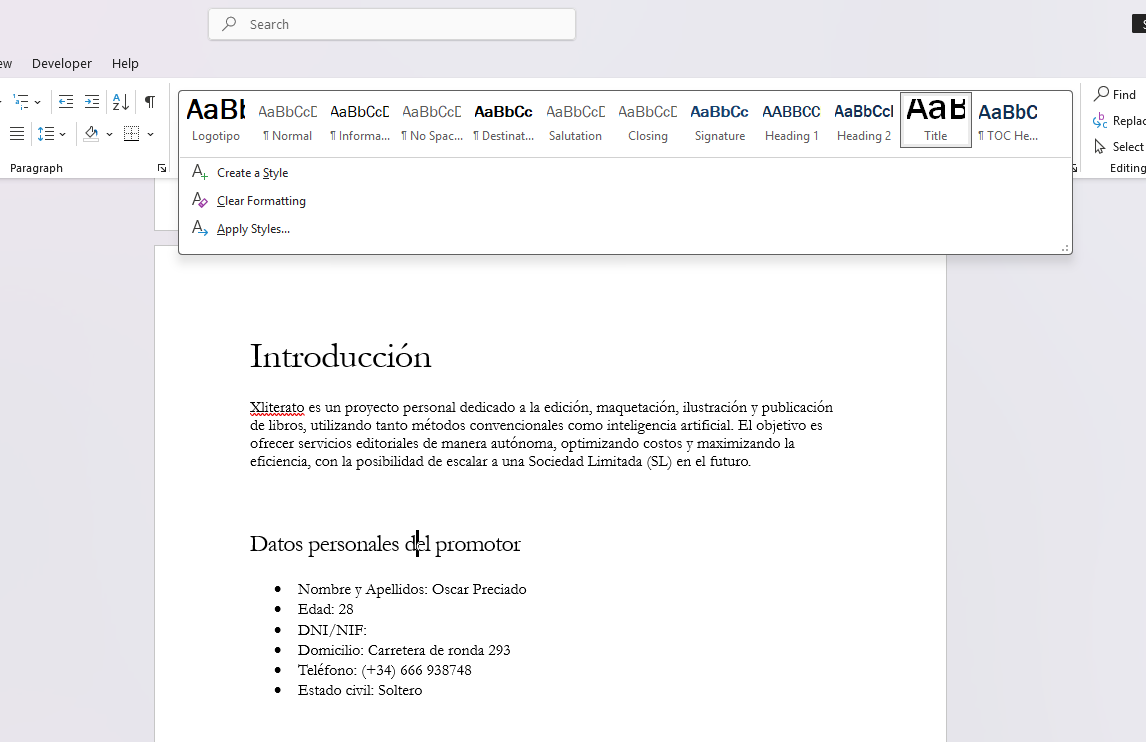 Search
Developer Help
Find
Select
Paragraph
Editing
AaBb AaBbCcD AaBbCcD AaBbCcD AaBbCc AaBbCcD AaBbCcD AaBbCc AABBCC AaBbCcI AaB AaBbC
Logotipo ¶ Normal ¶ Informa... ¶ No Spac... ¶ Destinat... Salutation Closing Signature Heading 1 Heading 2 Title ¶ TOC He...
Create a Style
Clear Formatting
Apply Styles...
Introducción
Xliterato es un proyecto personal dedicado a la edición, maquetación, ilustración y publicación
de libros, utilizando tanto métodos convencionales como inteligencia artificial. El objetivo es
ofrecer servicios editoriales de manera autónoma, optimizando costos y maximizando la
eficiencia, con la posibilidad de escalar a una Sociedad Limitada (SL) en el futuro.
Datos personales del promotor
• Nombre y Apellidos: Oscar Preciado
• Edad: 28
• DNI/NIF:
• Domicilio: Carretera de ronda 293
• Teléfono: (+34) 666 938748
• Estado civil: Soltero